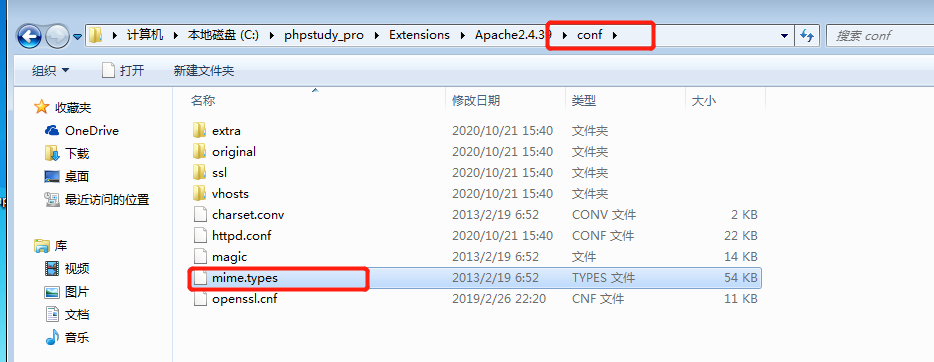 计算机 本地磁盘 (C:) phpstudy_pro Extensions Apache2.4.39 conf 搜索 conf
组织 打开 新建文件夹
收藏夹
OneDrive
下载
桌面
最近访问的位置
库
视频
图片
文档
音乐
名称 修改日期 类型 大小
extra 2020/10/21 15:40 文件夹
original 2020/10/21 15:40 文件夹
ssl 2020/10/21 15:40 文件夹
vhosts 2020/10/21 15:40 文件夹
charset.conv 2013/2/19 6:52 CONV 文件 2 KB
httpd.conf 2020/10/21 15:40 CONF 文件 22 KB
magic 2013/2/19 6:52 文件 14 KB
mime.types 2013/2/19 6:52 TYPES 文件 54 KB
openssl.cnf 2019/2/26 22:20 CNF 文件 11 KB